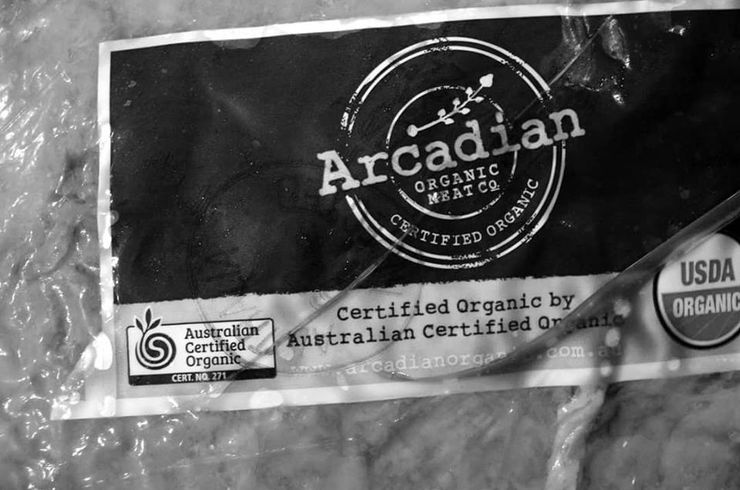 Arcadian
ORGANIC
MEAT CO.
CERTIFIED ORGANIC
Certified Organic by
Australian Certified Organic
Australian
Certified
Organic
CERT. NO. 271
USDA
ORGANIC